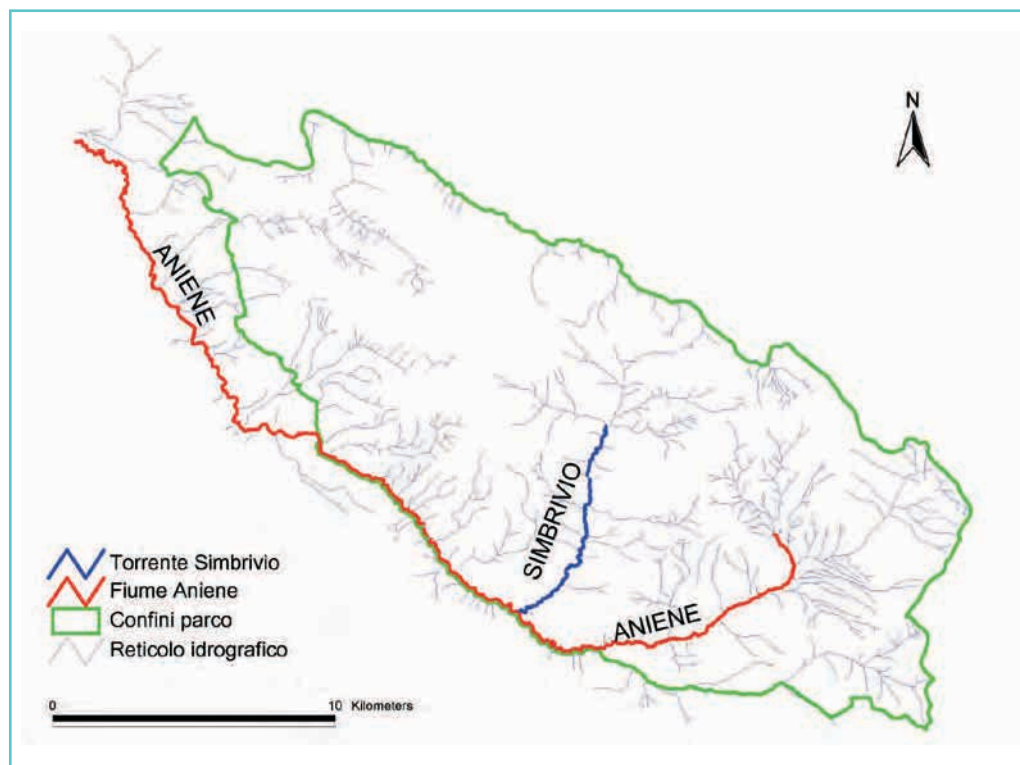 N
ANIENE
SIMBRIVIO
ANIENE
Torrente Simbrivio
Fiume Aniene
Confini parco
Reticolo idrografico
0 10 Kilometers